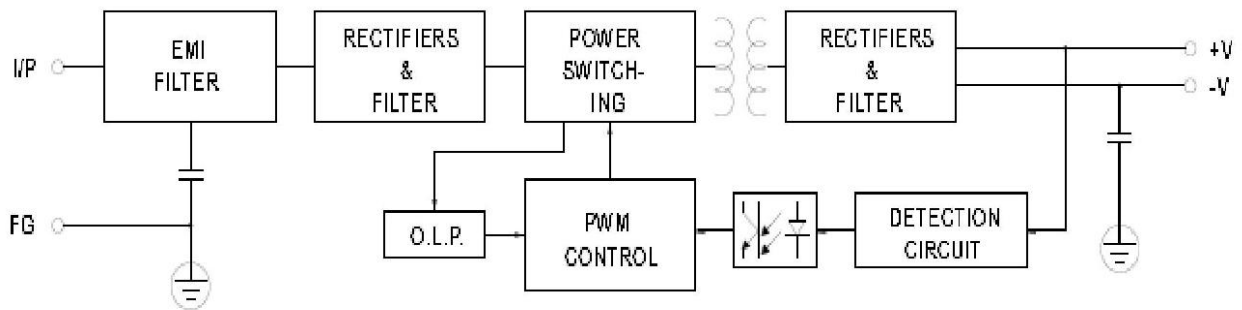 I/P
EMI
FILTER
RECTIFIERS
&
FILTER
POWER
SWITCH-
ING
RECTIFIERS
&
FILTER
+V
-V
FG
O.L.P.
PWM
CONTROL
DETECTION
CIRCUIT